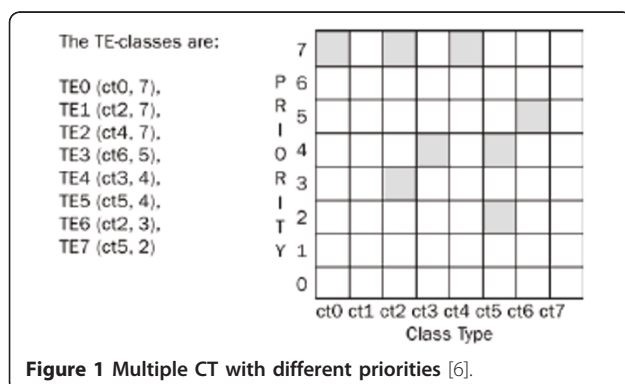 The TE-classes are:
TE0 (ct0, 7),
TE1 (ct2, 7),
TE2 (ct4, 7),
TE3 (ct6, 5),
TE4 (ct3, 4),
TE5 (ct5, 4),
TE6 (ct2, 3),
TE7 (ct5, 2)
PRIORITY
7
6
5
4
3
2
1
0
ct0 ct1 ct2 ct3 ct4 ct5 ct6 ct7
Class Type
Figure 1 Multiple CT with different priorities [6].